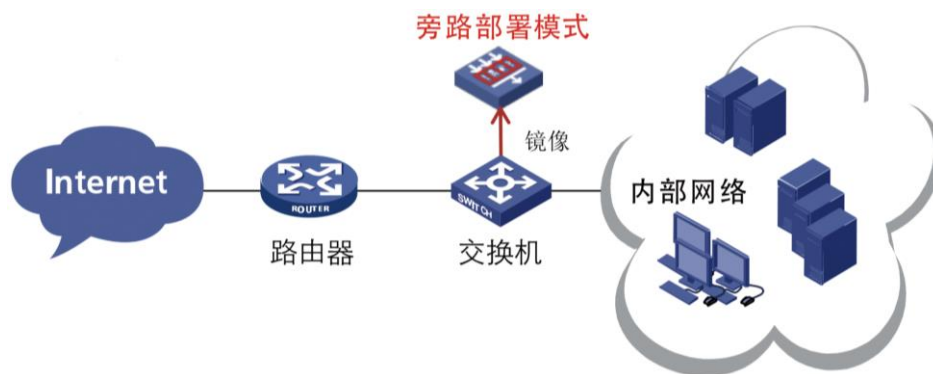 旁路部署模式
镜像
Internet
ROUTER
SWITCH
内部网络
路由器
交换机